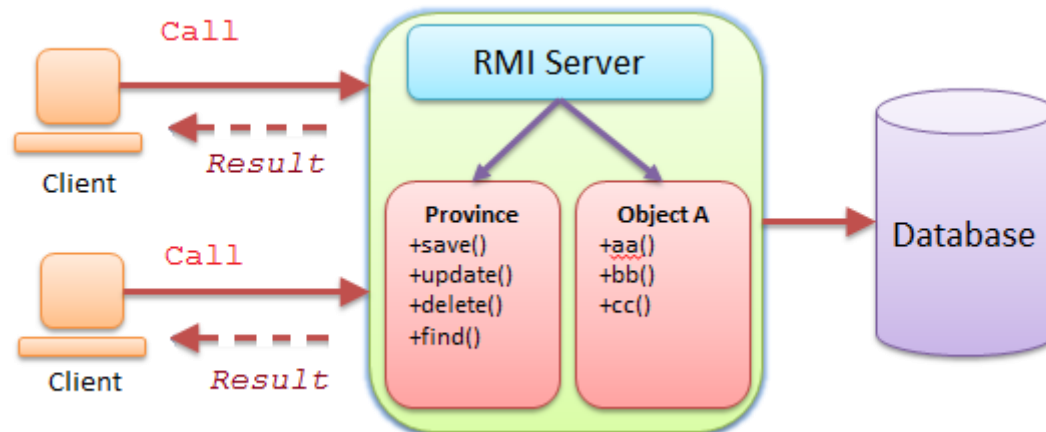 Call
Result
Client
Call
Result
Client
RMI Server
Province
+save()
+update()
+delete()
+find()
Object A
+aa()
+bb()
+cc()
Database